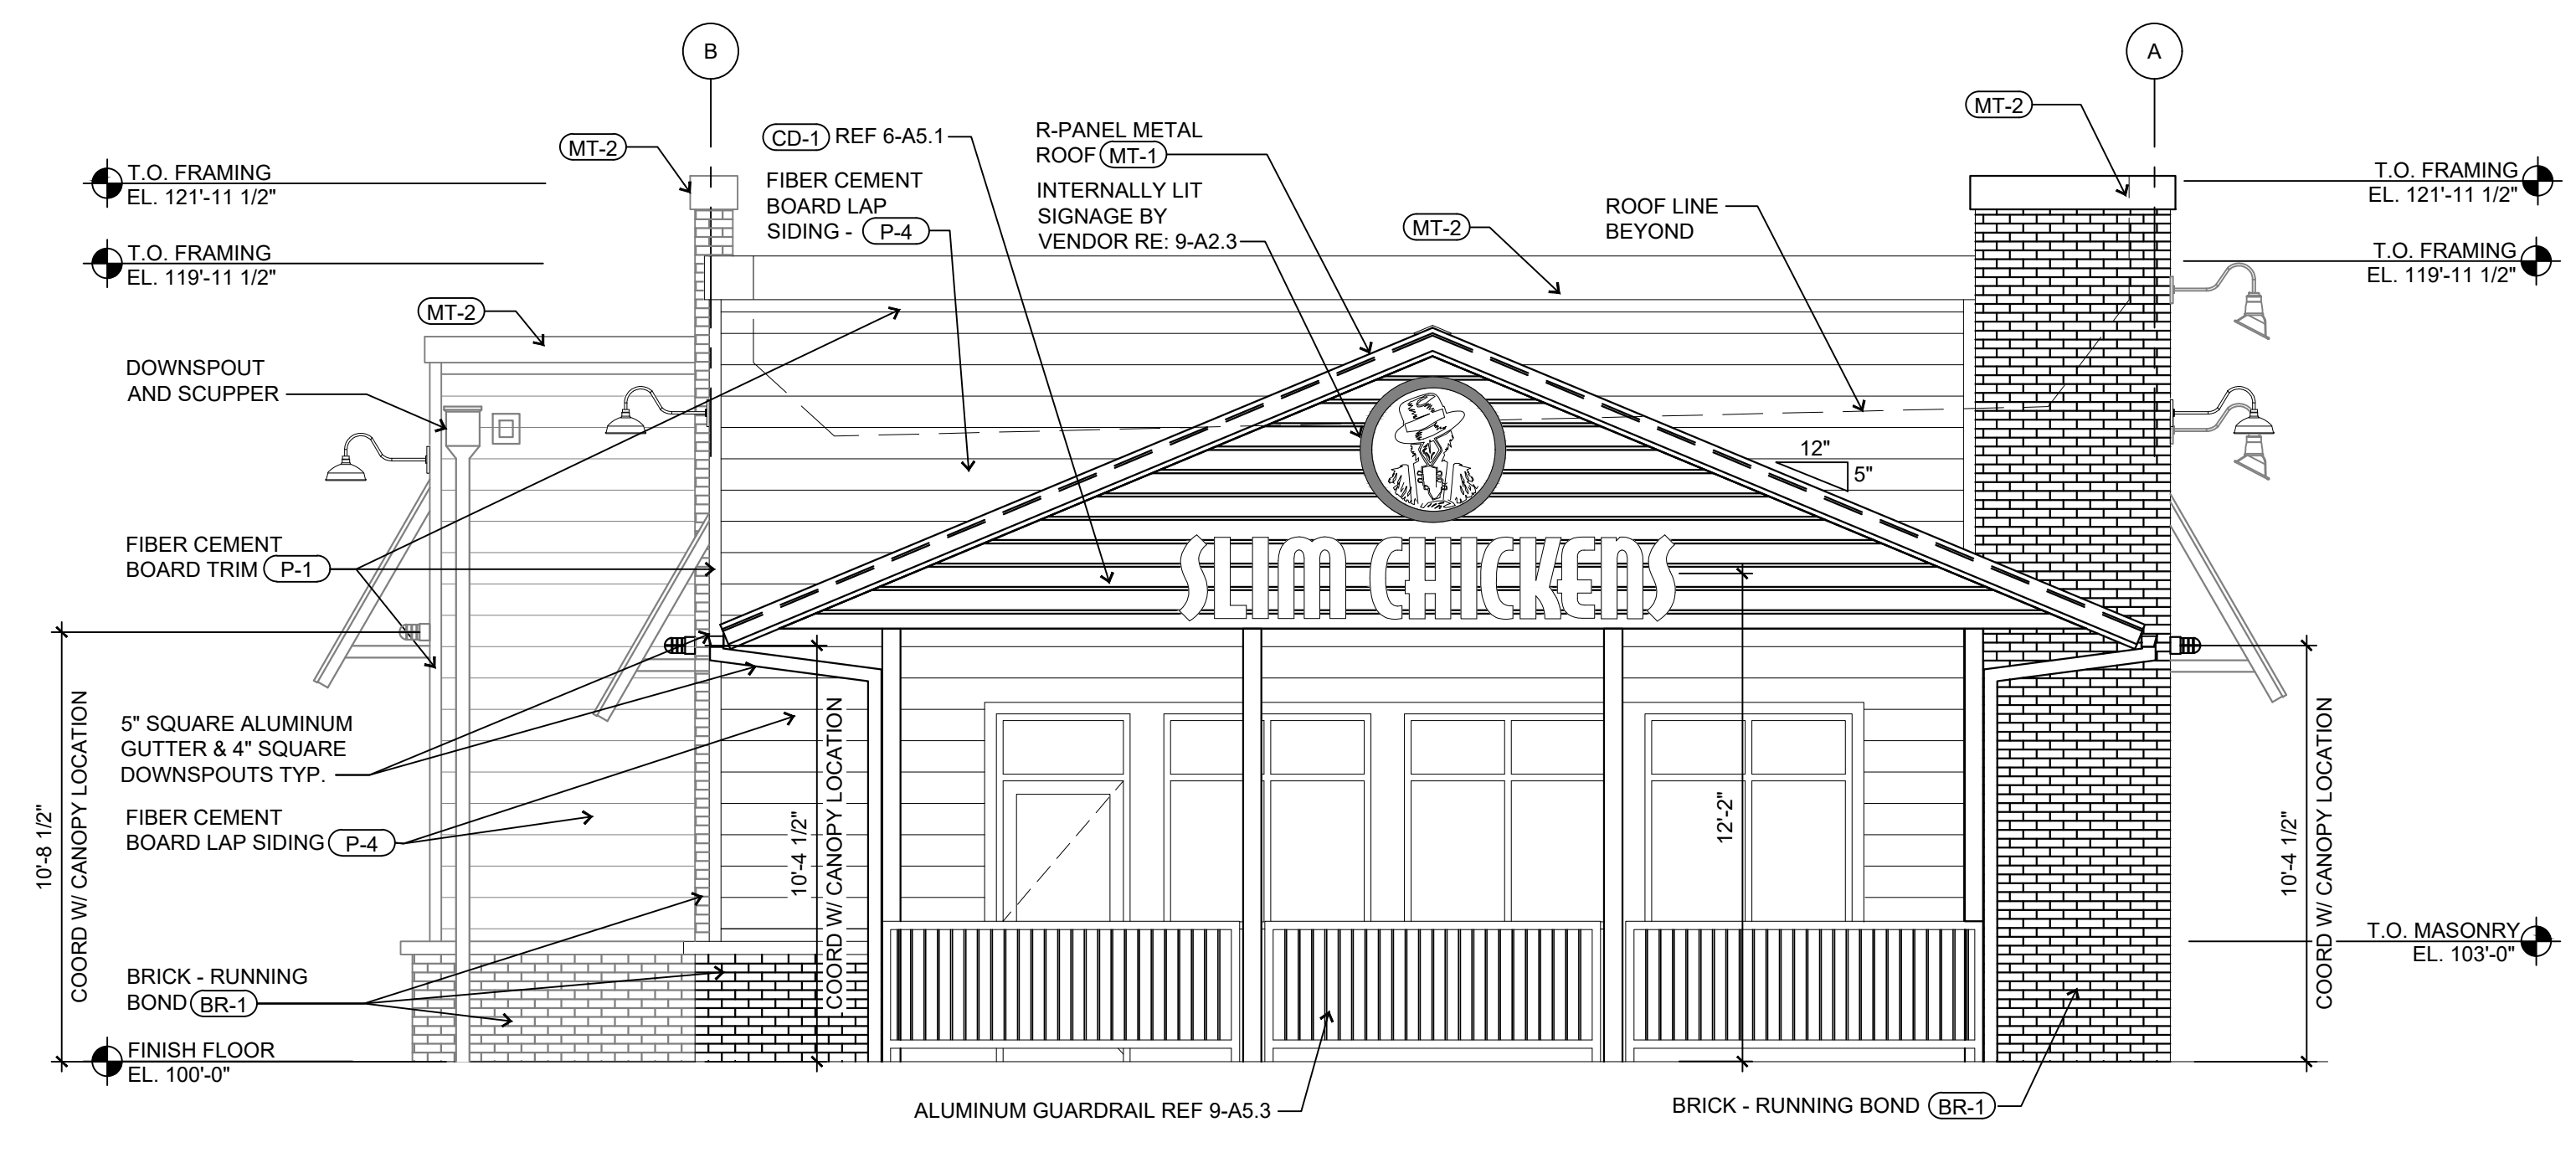 B
A
MT-2
MT-2
CD-1 REF 6-A5.1
R-PANEL METAL
ROOF MT-1
T.O. FRAMING
EL. 121'-11 1/2"
FIBER CEMENT
BOARD LAP
SIDING - P-4
INTERNALLY LIT
SIGNAGE BY
VENDOR RE: 9-A2.3
MT-2
ROOF LINE
BEYOND
T.O. FRAMING
EL. 121'-11 1/2"
T.O. FRAMING
EL. 119'-11 1/2"
T.O. FRAMING
EL. 119'-11 1/2"
MT-2
DOWNSPOUT
AND SCUPPER
12"
5"
FIBER CEMENT
BOARD TRIM P-1
SLIM CHICKENS
5" SQUARE ALUMINUM
GUTTER & 4" SQUARE
DOWNSPOUTS TYP.
FIBER CEMENT
BOARD LAP SIDING P-4
10'-8 1/2"
COORD W/ CANOPY LOCATION
10'-4 1/2"
COORD W/ CANOPY LOCATION
12'-2"
10'-4 1/2"
COORD W/ CANOPY LOCATION
T.O. MASONRY
EL. 103'-0"
BRICK - RUNNING
BOND BR-1
FINISH FLOOR
EL. 100'-0"
ALUMINUM GUARDRAIL REF 9-A5.3
BRICK - RUNNING BOND BR-1